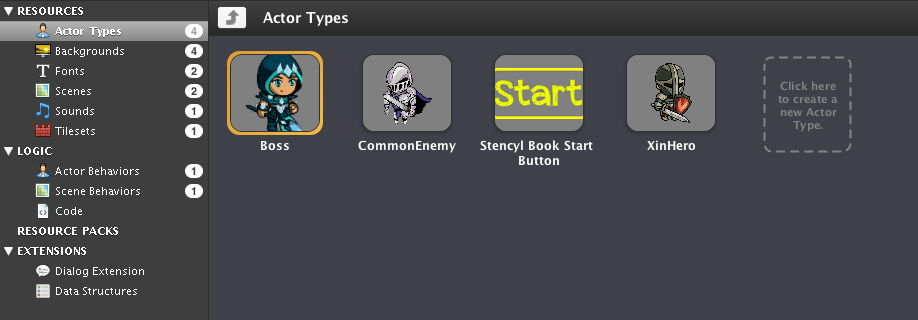 RESOURCES
Actor Types 4
Backgrounds 4
Fonts 2
Scenes 2
Sounds 1
Tilesets 1
LOGIC
Actor Behaviors 1
Scene Behaviors 1
Code
RESOURCE PACKS
EXTENSIONS
Dialog Extension
Data Structures
Actor Types
Start
Boss
CommonEnemy
Stencyl Book Start
Button
XinHero
Click here
to create a
new Actor
Type.